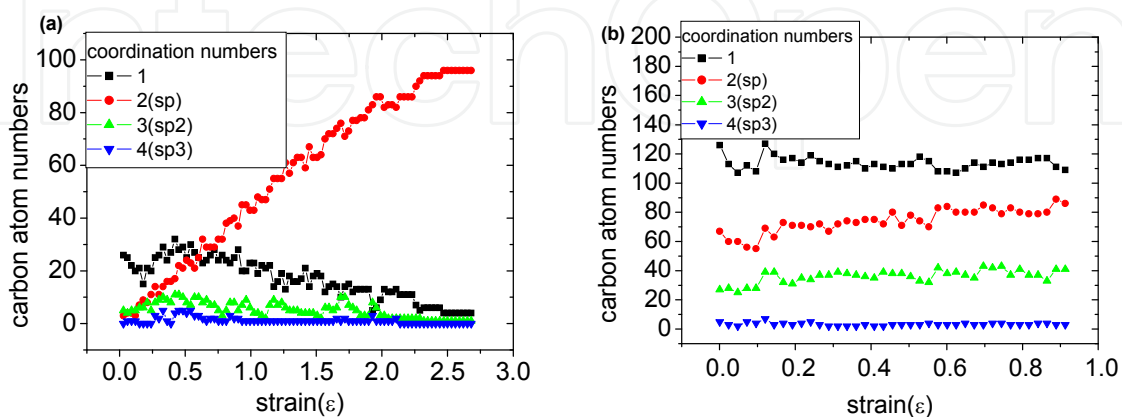 IntechOpen
(a)
coordination numbers
1
2(sp)
3(sp2)
4(sp3)
100
80
60
40
20
0
carbon atom numbers
0.0 0.5 1.0 1.5 2.0 2.5 3.0
strain(ε)
(b)
coordination numbers
1
2(sp)
3(sp2)
4(sp3)
200
180
160
140
120
100
80
60
40
20
0
carbon atom numbers
0.0 0.2 0.4 0.6 0.8 1.0
strain(ε)